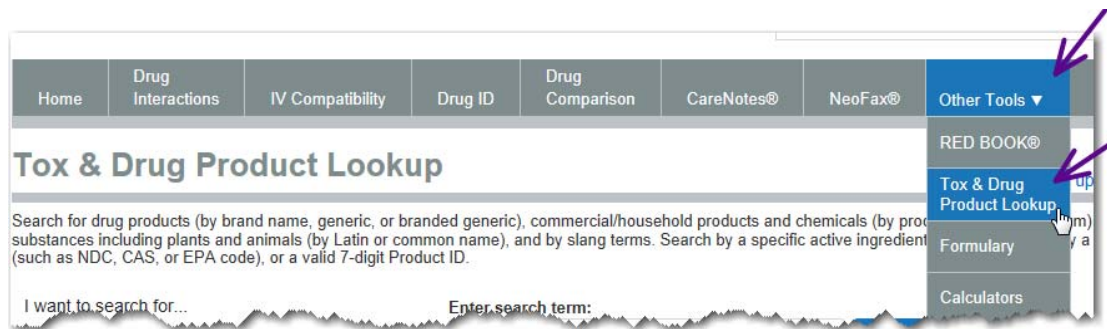 Home
Drug
Interactions
IV Compatibility
Drug ID
Drug
Comparison
CareNotes®
NeoFax®
Other Tools ▼
RED BOOK®
Tox & Drug
Product Lookup
Formulary
Calculators
Tox & Drug Product Lookup
up
Search for drug products (by brand name, generic, or branded generic), commercial/household products and chemicals (by pro m)
substances including plants and animals (by Latin or common name), and by slang terms. Search by a specific active ingredient y a
(such as NDC, CAS, or EPA code), or a valid 7-digit Product ID.
I want to search for...
Enter search term: